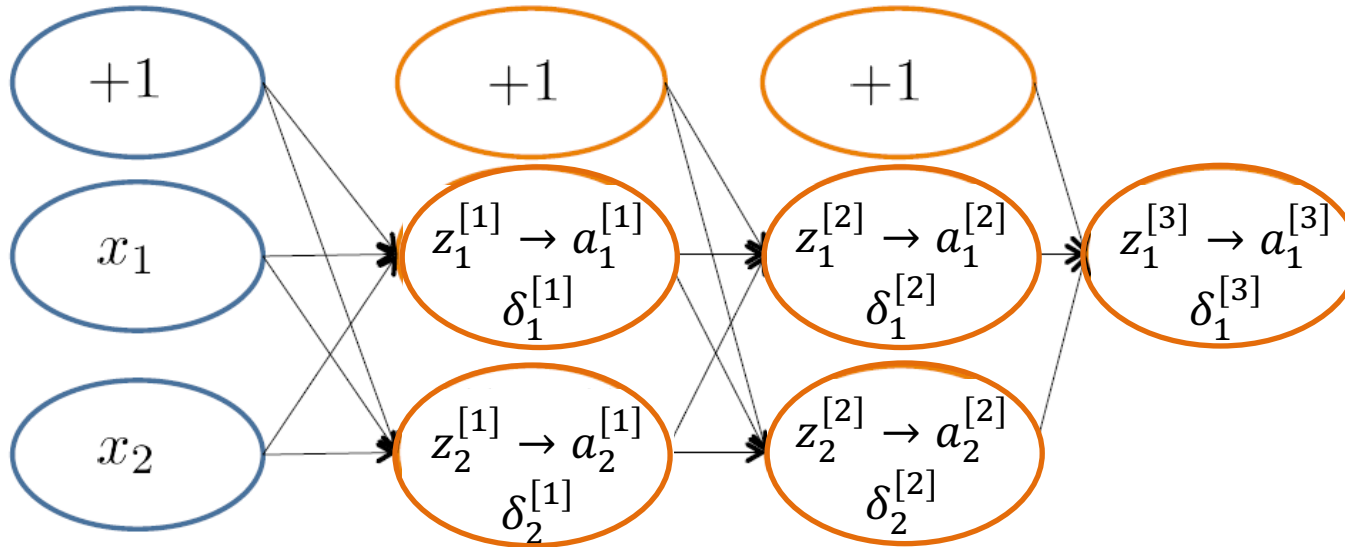 +1 +1 +1
x₁ z₁^[1] → a₁^[1] z₁^[2] → a₁^[2] z₁^[3] → a₁^[3]
δ₁^[1] δ₁^[2] δ₁^[3]
x₂ z₂^[1] → a₂^[1] z₂^[2] → a₂^[2]
δ₂^[1] δ₂^[2]